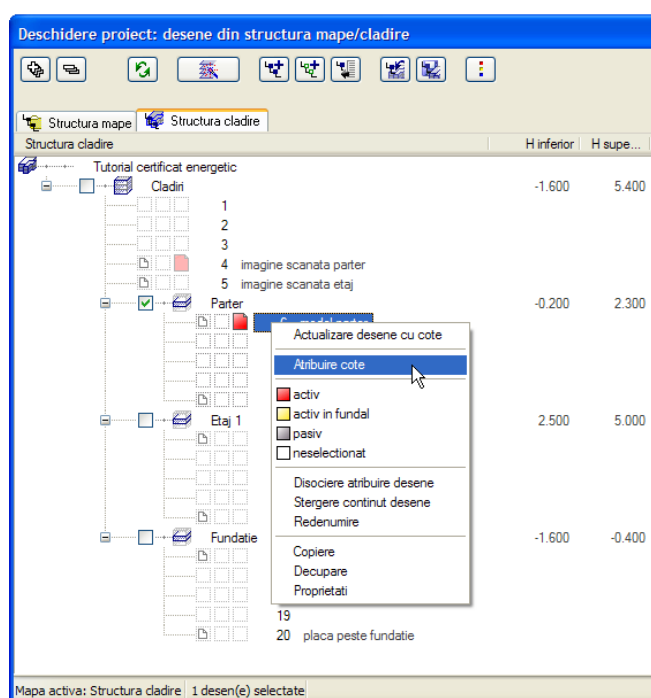 Deschidere proiect: desene din structura mape/cladire
Structura mape Structura cladire
Structura cladire H inferior H supe...
Tutorial certificat energetic
Cladiri -1.600 5.400
1
2
3
4 imagine scanata parter
5 imagine scanata etaj
Parter -0.200 2.300
Actualizare desene cu cote
Atribuire cote
activ
activ in fundal
Etaj 1 2.500 5.000
pasiv
neselectionat
Disociere atribuire desene
Stergere continut desene
Redenumire
Fundatie -1.600 -0.400
Copiere
Decupare
Proprietati
19
20 placa peste fundatie
Mapa activa: Structura cladire 1 desen(e) selectate